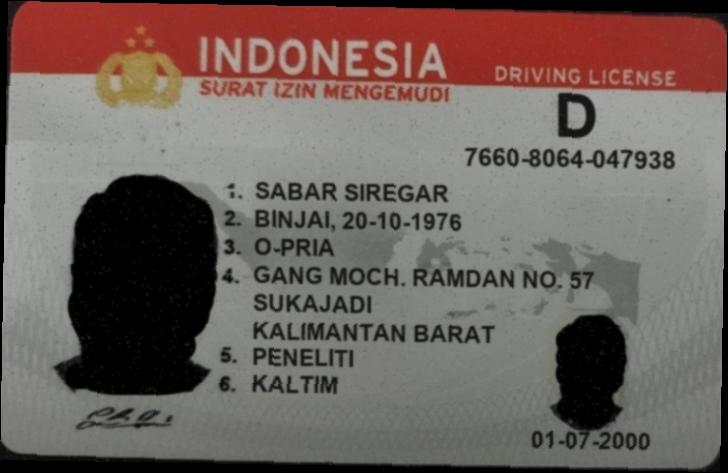 INDONESIA
SURAT IZIN MENGEMUDI
DRIVING LICENSE
D
7660-8064-047938
1. SABAR SIREGAR
2. BINJAI, 20-10-1976
3. O-PRIA
4. GANG MOCH. RAMDAN NO. 57
SUKAJADI
KALIMANTAN BARAT
5. PENELITI
6. KALTIM
01-07-2000